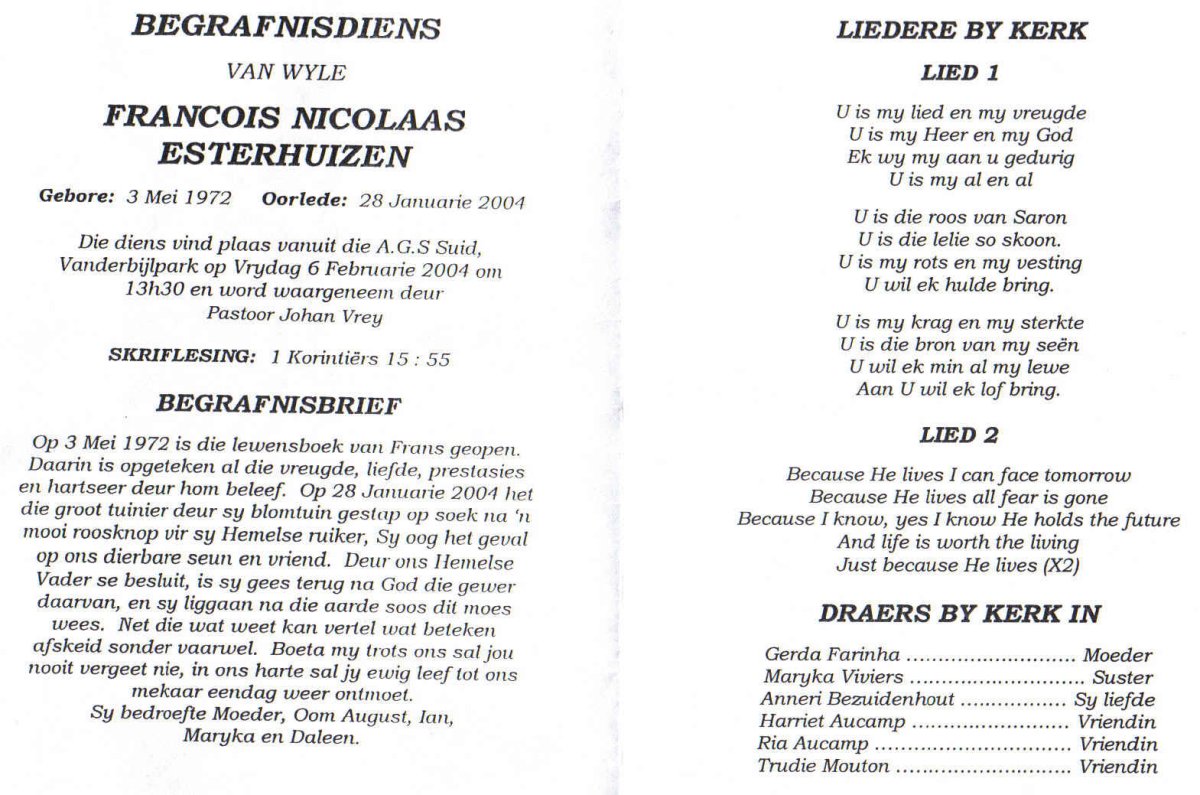 BEGRAFNISDIENS
VAN WYLE
FRANCOIS NICOLAAS
ESTERHUIZEN
Gebore: 3 Mei 1972 Oorlede: 28 Januarie 2004
Die diens vind plaas vanuit die A.G.S Suid,
Vanderbijlpark op Vrydag 6 Februarie 2004 om
13h30 en word waargeneem deur
Pastoor Johan Vrey
SKRIFLESING: 1 Korintiërs 15 : 55
BEGRAFNISBRIEF
Op 3 Mei 1972 is die lewensboek van Frans geopen.
Daarin is opgeteken al die vreugde, liefde, prestasies
en hartseer deur hom beleef. Op 28 Januarie 2004 het
die groot tuinier deur sy blomtuin gestap op soek na 'n
mooi roosknop vir sy Hemelse ruiker, Sy oog het geval
op ons dierbare seun en vriend. Deur ons Hemelse
Vader se besluit, is sy gees terug na God die gewer
daarvan, en sy liggaan na die aarde soos dit moes
wees. Net die wat weet kan vertel wat beteken
afskeid sonder vaarwel. Boeta my trots ons sal jou
nooit vergeet nie, in ons harte sal jy ewig leef tot ons
mekaar eendag weer ontmoet.
Sy bedroefte Moeder, Oom August, Ian,
Maryka en Daleen.
LIEDERE BY KERK
LIED 1
U is my lied en my vreugde
U is my Heer en my God
Ek wy my aan u gedurig
U is my al en al
U is die roos van Saron
U is die lelie so skoon.
U is my rots en my vesting
U wil ek hulde bring.
U is my krag en my sterkte
U is die bron van my seën
U wil ek min al my lewe
Aan U wil ek lof bring.
LIED 2
Because He lives I can face tomorrow
Because He lives all fear is gone
Because I know, yes I know He holds the future
And life is worth the living
Just because He lives (X2)
DRAERS BY KERK IN
Gerda Farinha ........................... Moeder
Maryka Viviers ............................ Suster
Anneri Bezuidenhout ................. Sy liefde
Harriet Aucamp ......................... Vriendin
Ria Aucamp ............................... Vriendin
Trudie Mouton ............................ Vriendin